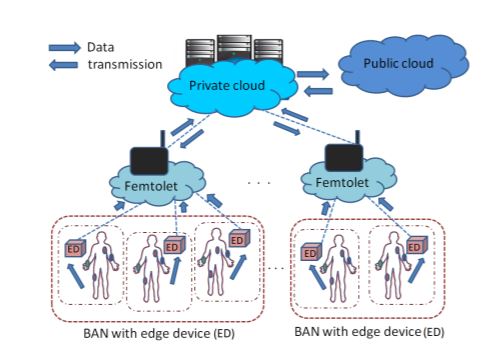 Data
transmission
Private cloud
Public cloud
Femtolet
. . .
Femtolet
ED
ED
ED
...
ED
ED
BAN with edge device (ED)
BAN with edge device (ED)